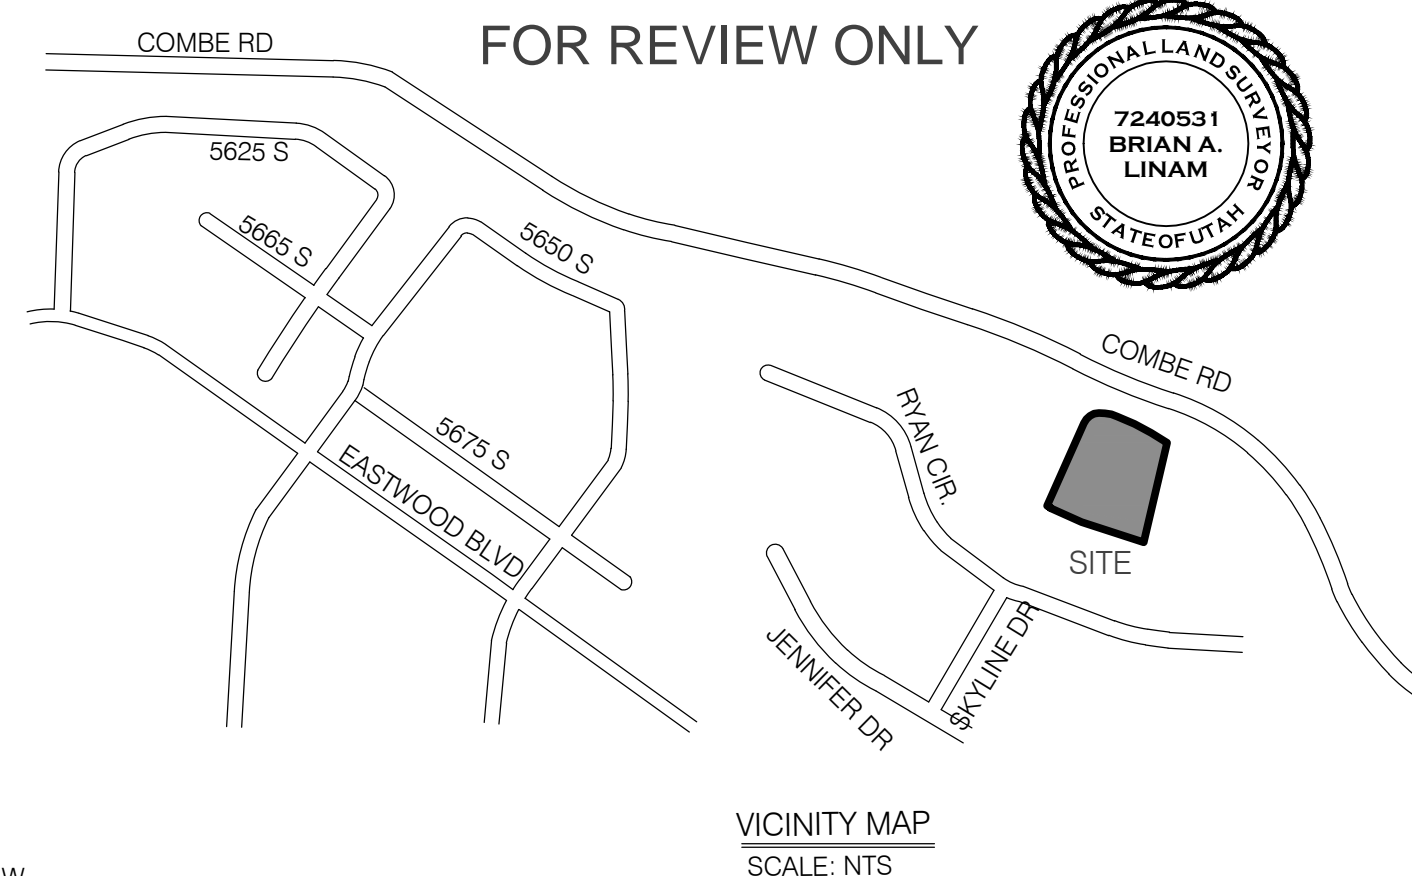 FOR REVIEW ONLY
COMBE RD
PROFESSIONAL LAND SURVEYOR
7240531
BRIAN A.
LINAM
STATE OF UTAH
5625 S
5665 S
5650 S
COMBE RD
RYAN CIR.
5675 S
EASTWOOD BLVD
SITE
JENNIFER DR
SKYLINE DR
VICINITY MAP
SCALE: NTS
W